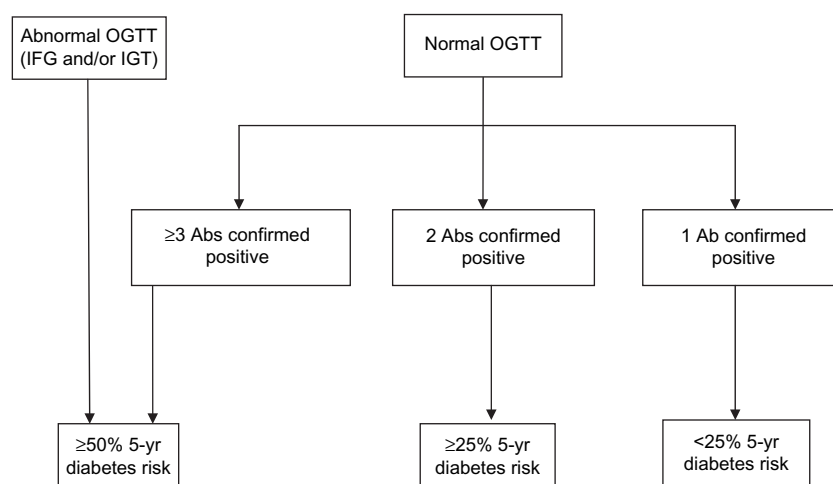 Abnormal OGTT
(IFG and/or IGT)
Normal OGTT
≥3 Abs confirmed
positive
2 Abs confirmed
positive
1 Ab confirmed
positive
≥50% 5-yr
diabetes risk
≥25% 5-yr
diabetes risk
<25% 5-yr
diabetes risk